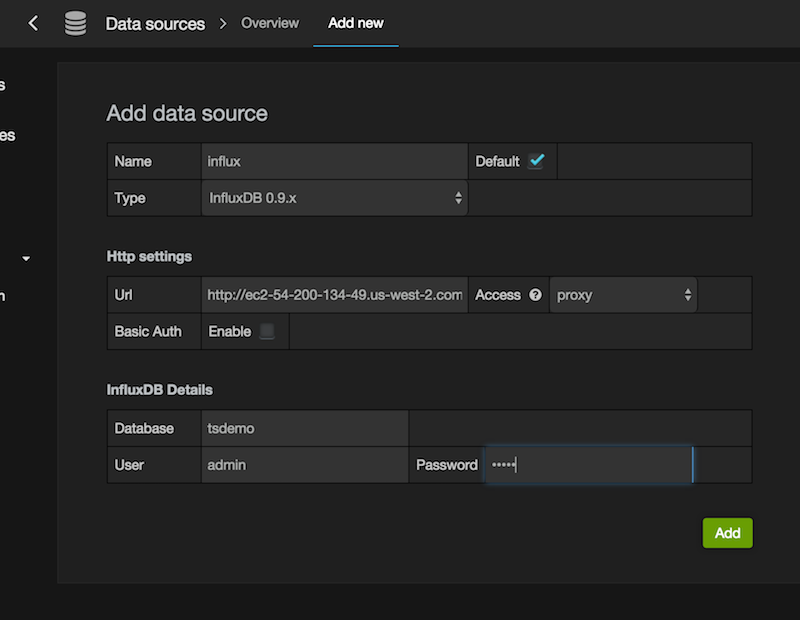 Data sources > Overview Add new
s
es
n
Add data source
Name influx Default
Type InfluxDB 0.9.x
Http settings
Url http://ec2-54-200-134-49.us-west-2.com Access ? proxy
Basic Auth Enable
InfluxDB Details
Database tsdemo
User admin Password •••••
Add